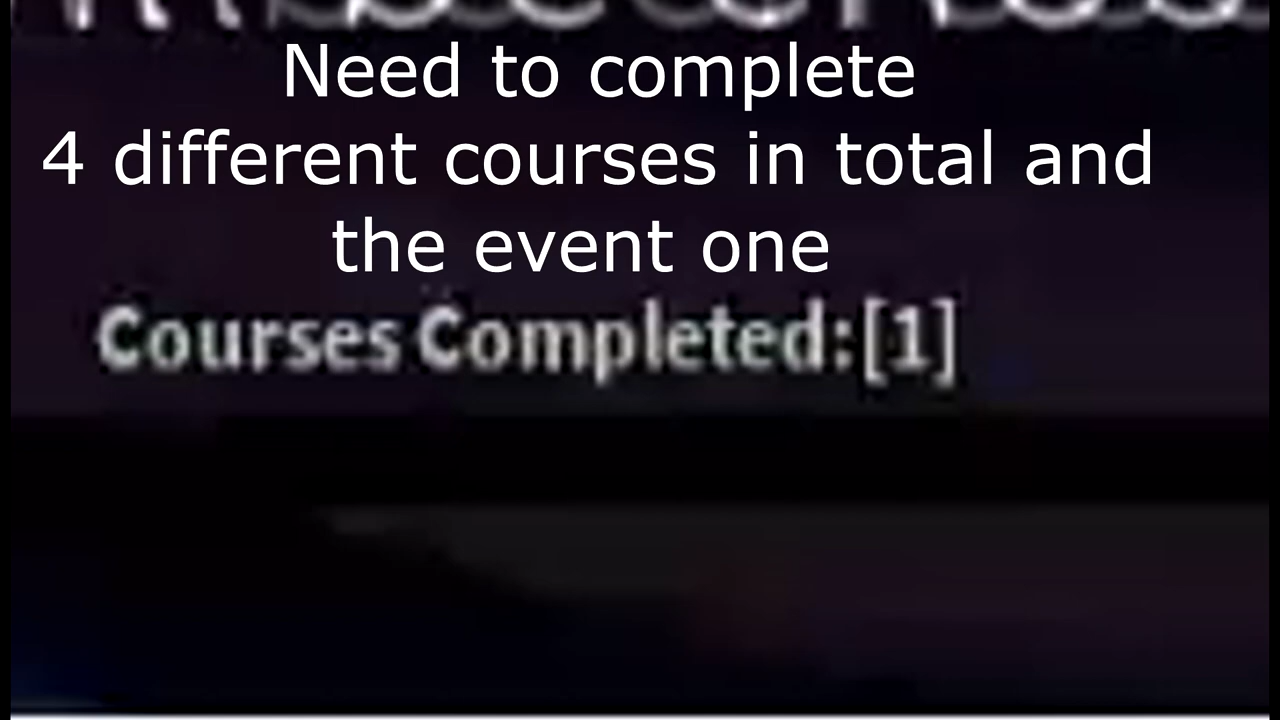 Need to complete
4 different courses in total and
the event one
Courses Completed:[1]